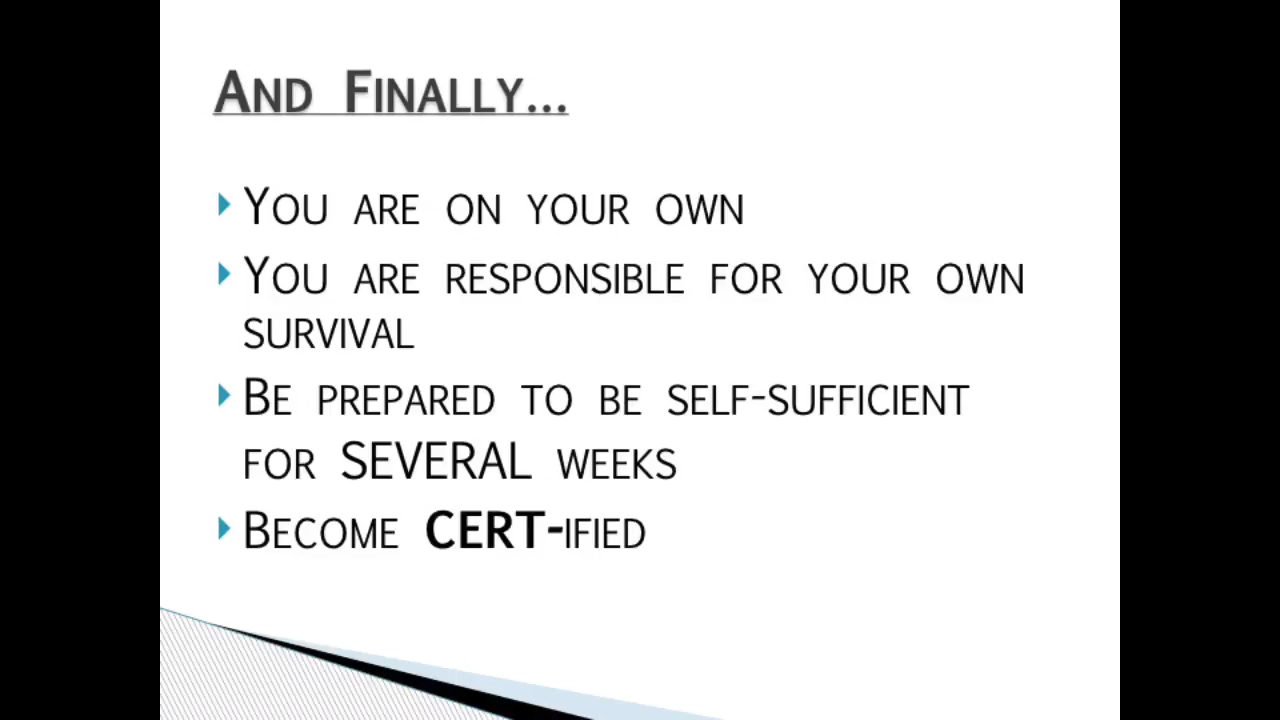 And Finally...
You are on your own
You are responsible for your own
survival
Be prepared to be self-sufficient
for SEVERAL weeks
Become CERT-ified